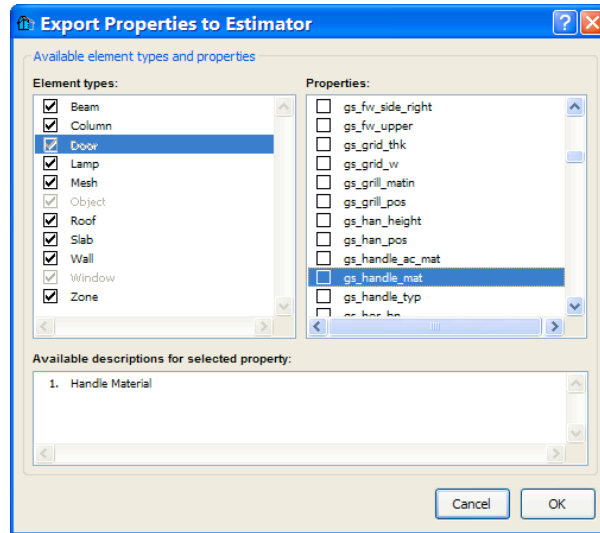 Export Properties to Estimator
Available element types and properties
Element types:
Beam
Column
Door
Lamp
Mesh
Object
Roof
Slab
Wall
Window
Zone
Properties:
gs_fw_side_right
gs_fw_upper
gs_grid_thk
gs_grid_w
gs_grill_matin
gs_grill_pos
gs_han_height
gs_han_pos
gs_handle_ac_mat
gs_handle_mat
gs_handle_typ
Available descriptions for selected property:
1. Handle Material
Cancel OK